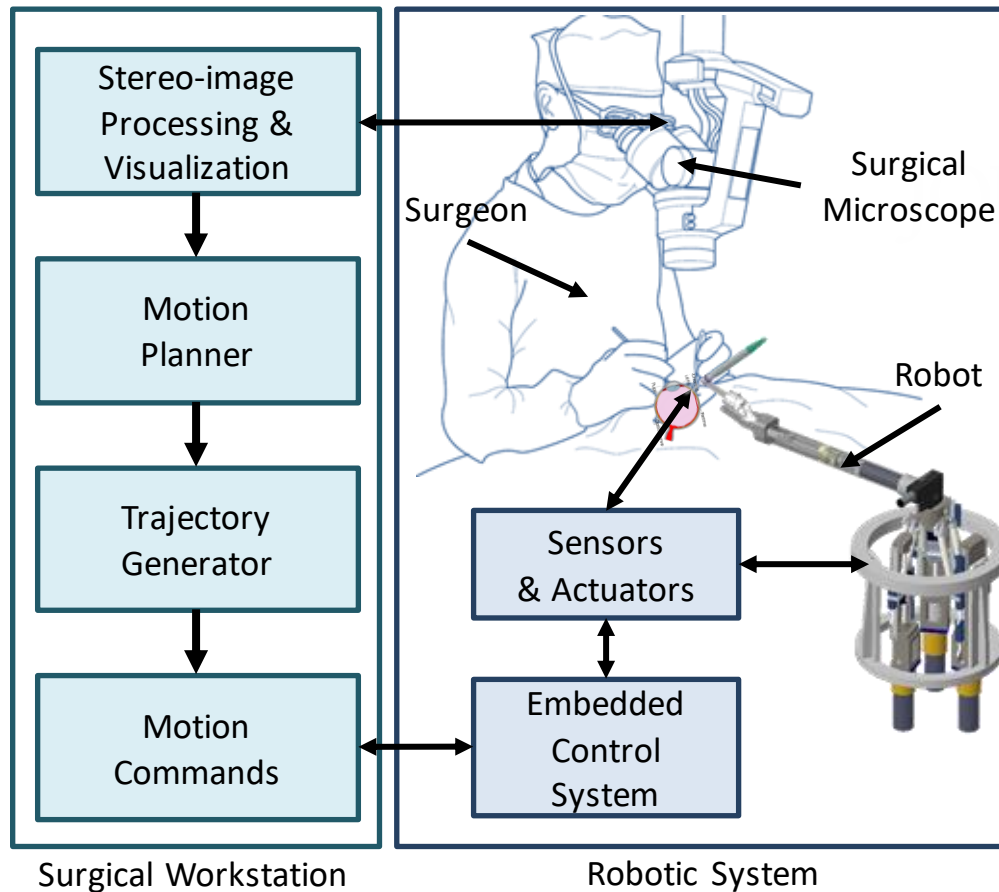 Stereo-image
Processing &
Visualization
Motion
Planner
Trajectory
Generator
Motion
Commands
Surgical Workstation
Surgeon
Surgical
Microscope
Robot
Sensors
& Actuators
Embedded
Control
System
Robotic System